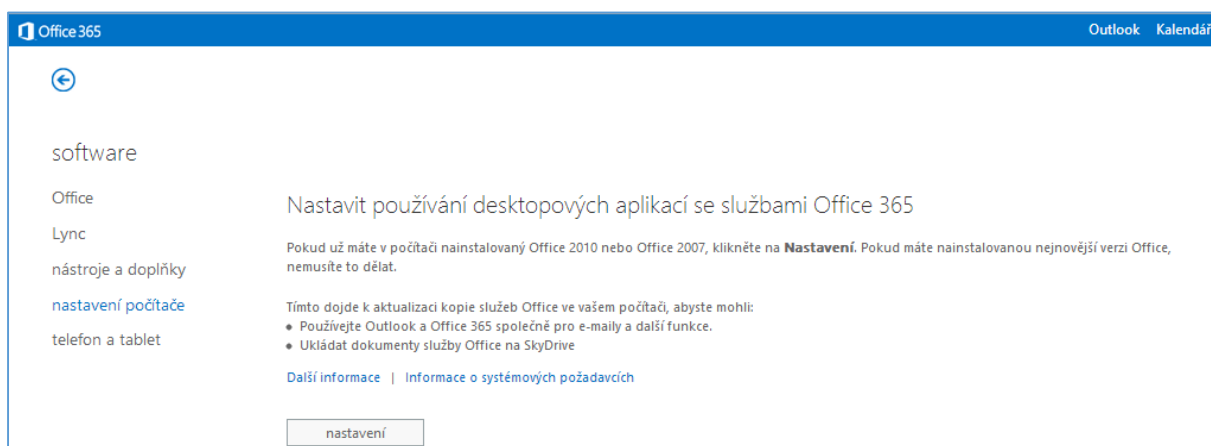 Office 365
Outlook Kalendář
software
Office
Lync
nástroje a doplňky
nastavení počítače
telefon a tablet
Nastavit používání desktopových aplikací se službami Office 365
Pokud už máte v počítači nainstalovaný Office 2010 nebo Office 2007, klikněte na Nastavení. Pokud máte nainstalovanou nejnovější verzi Office,
nemusíte to dělat.
Tímto dojde k aktualizaci kopie služeb Office ve vašem počítači, abyste mohli:
● Používejte Outlook a Office 365 společně pro e-maily a další funkce.
● Ukládat dokumenty služby Office na SkyDrive
Další informace | Informace o systémových požadavcích
nastavení